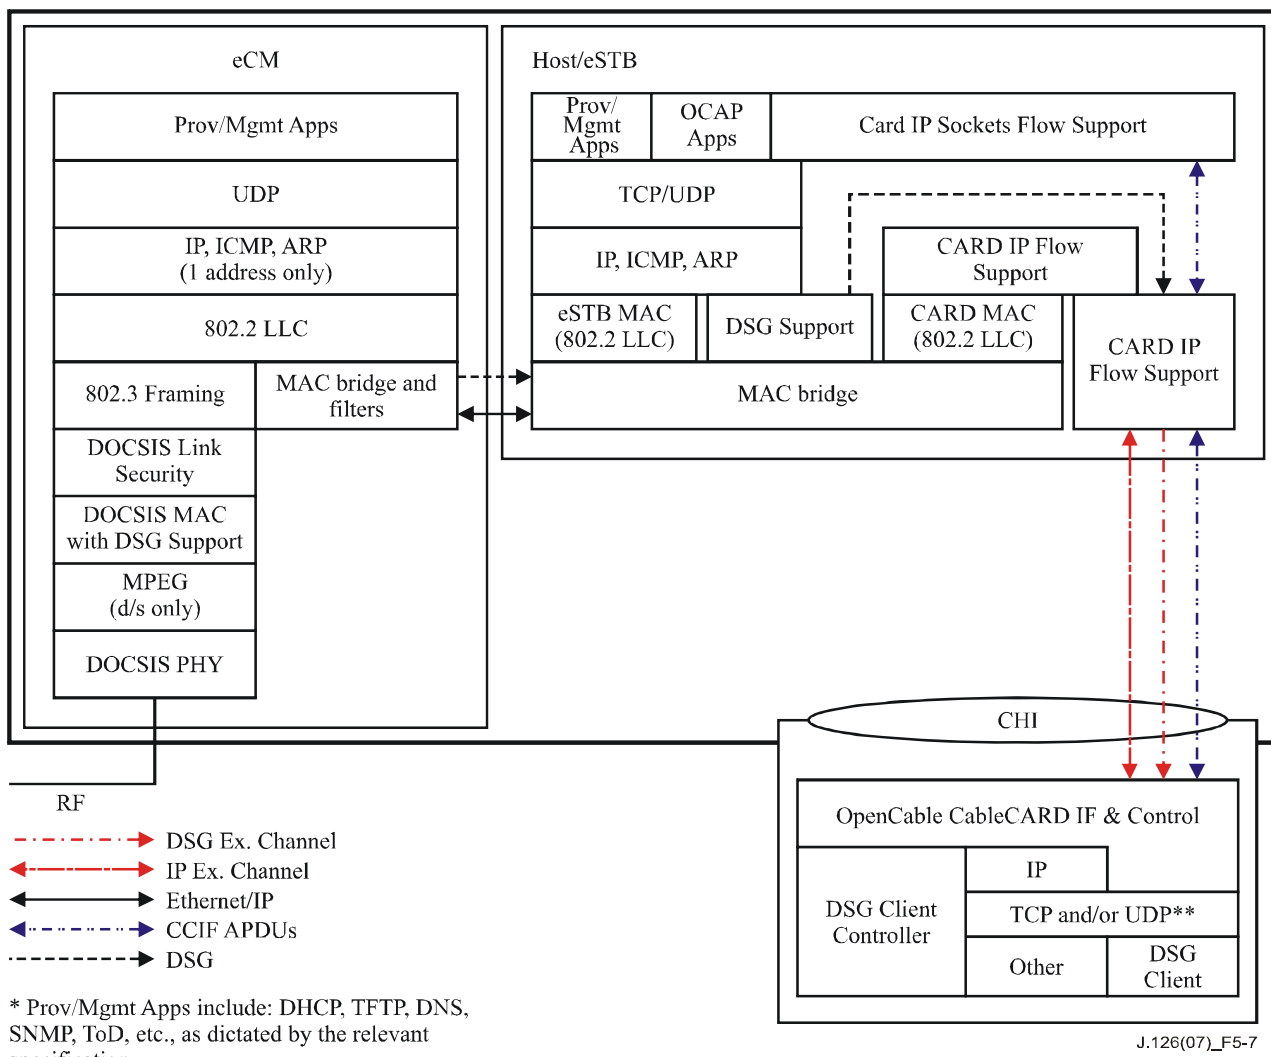 eCM
Prov/Mgmt Apps
UDP
IP, ICMP, ARP
(1 address only)
802.2 LLC
802.3 Framing
MAC bridge and
filters
DOCSIS Link
Security
DOCSIS MAC
with DSG Support
MPEG
(d/s only)
DOCSIS PHY
RF
Host/eSTB
Prov/
Mgmt
Apps
OCAP
Apps
Card IP Sockets Flow Support
TCP/UDP
IP, ICMP, ARP
CARD IP Flow
Support
eSTB MAC
(802.2 LLC)
DSG Support
CARD MAC
(802.2 LLC)
CARD IP
Flow Support
MAC bridge
CHI
OpenCable CableCARD IF & Control
DSG Client
Controller
IP
TCP and/or UDP**
Other
DSG
Client
DSG Ex. Channel
IP Ex. Channel
Ethernet/IP
CCIF APDUs
DSG
* Prov/Mgmt Apps include: DHCP, TFTP, DNS,
SNMP, ToD, etc., as dictated by the relevant
J.126(07)_F5-7